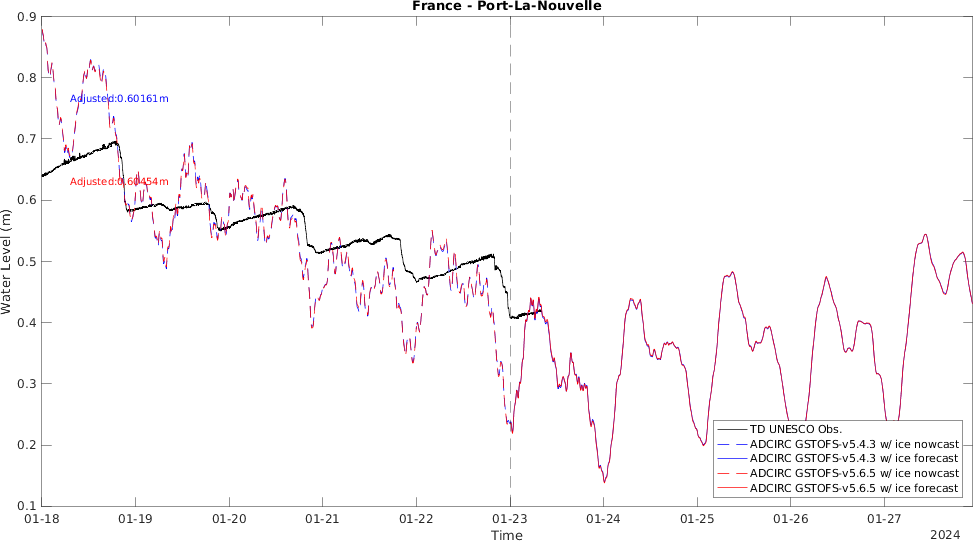 France - Port-La-Nouvelle
0.9
0.8
0.7
0.6
0.5
0.4
0.3
0.2
0.1
Water Level (m)
Adjusted:0.60161m
Adjusted:0.60454m
TD UNESCO Obs.
ADCIRC GSTOFS-v5.4.3 w/ ice nowcast
ADCIRC GSTOFS-v5.4.3 w/ ice forecast
ADCIRC GSTOFS-v5.6.5 w/ ice nowcast
ADCIRC GSTOFS-v5.6.5 w/ ice forecast
01-18 01-19 01-20 01-21 01-22 01-23 01-24 01-25 01-26 01-27
Time
2024